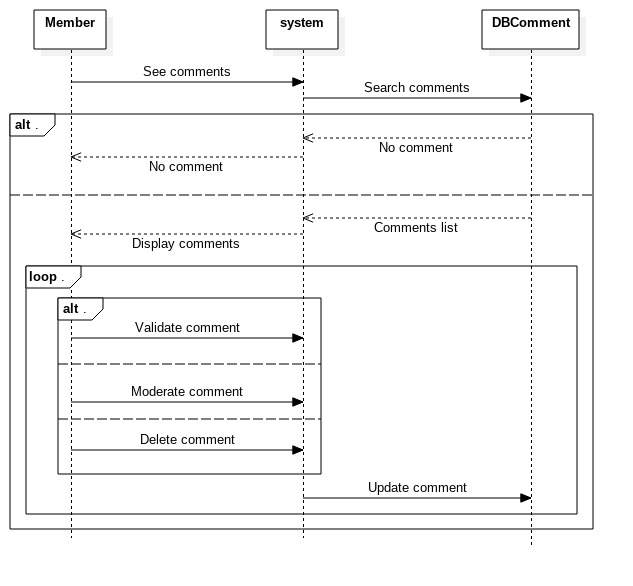 Member
system
DBComment
See comments
Search comments
alt .
No comment
No comment
Comments list
Display comments
loop .
alt .
Validate comment
Moderate comment
Delete comment
Update comment